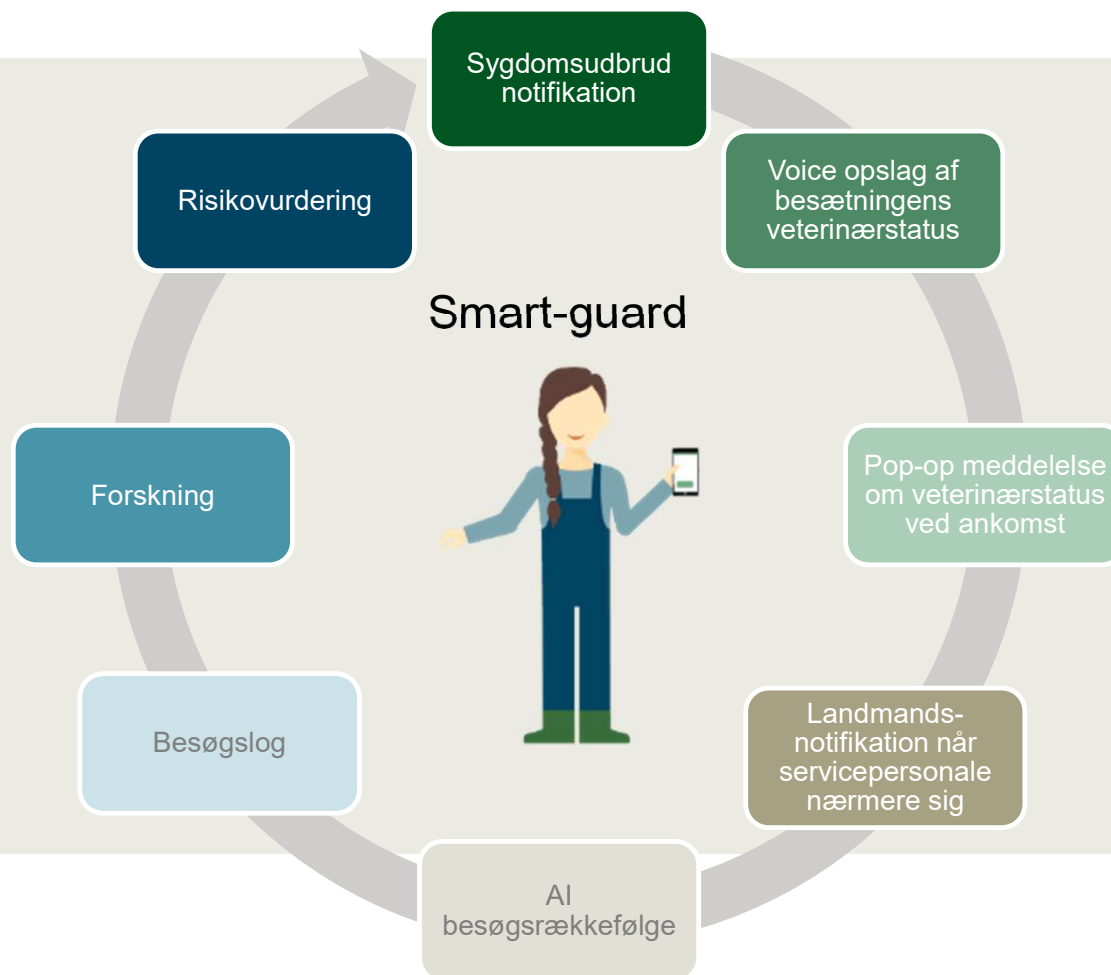 Sygdomsudbrud
notifikation
Voice opslag af
besætningens
veterinærstatus
Pop-op meddelelse
om veterinærstatus
ved ankomst
Landmands-
notifikation når
servicepersonale
nærmere sig
AI
besøgsrækkefølge
Besøgslog
Forskning
Risikovurdering
Smart-guard